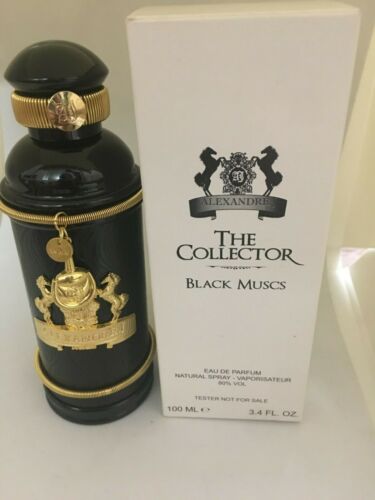 ALEXANDRE.J
THE
COLLECTOR
BLACK MUSCS
EAU DE PARFUM
NATURAL SPRAY - VAPORISATEUR
80% VOL
TESTER NOT FOR SALE
100 ML ℮ 3.4 FL. OZ.
ALEXANDRE.J